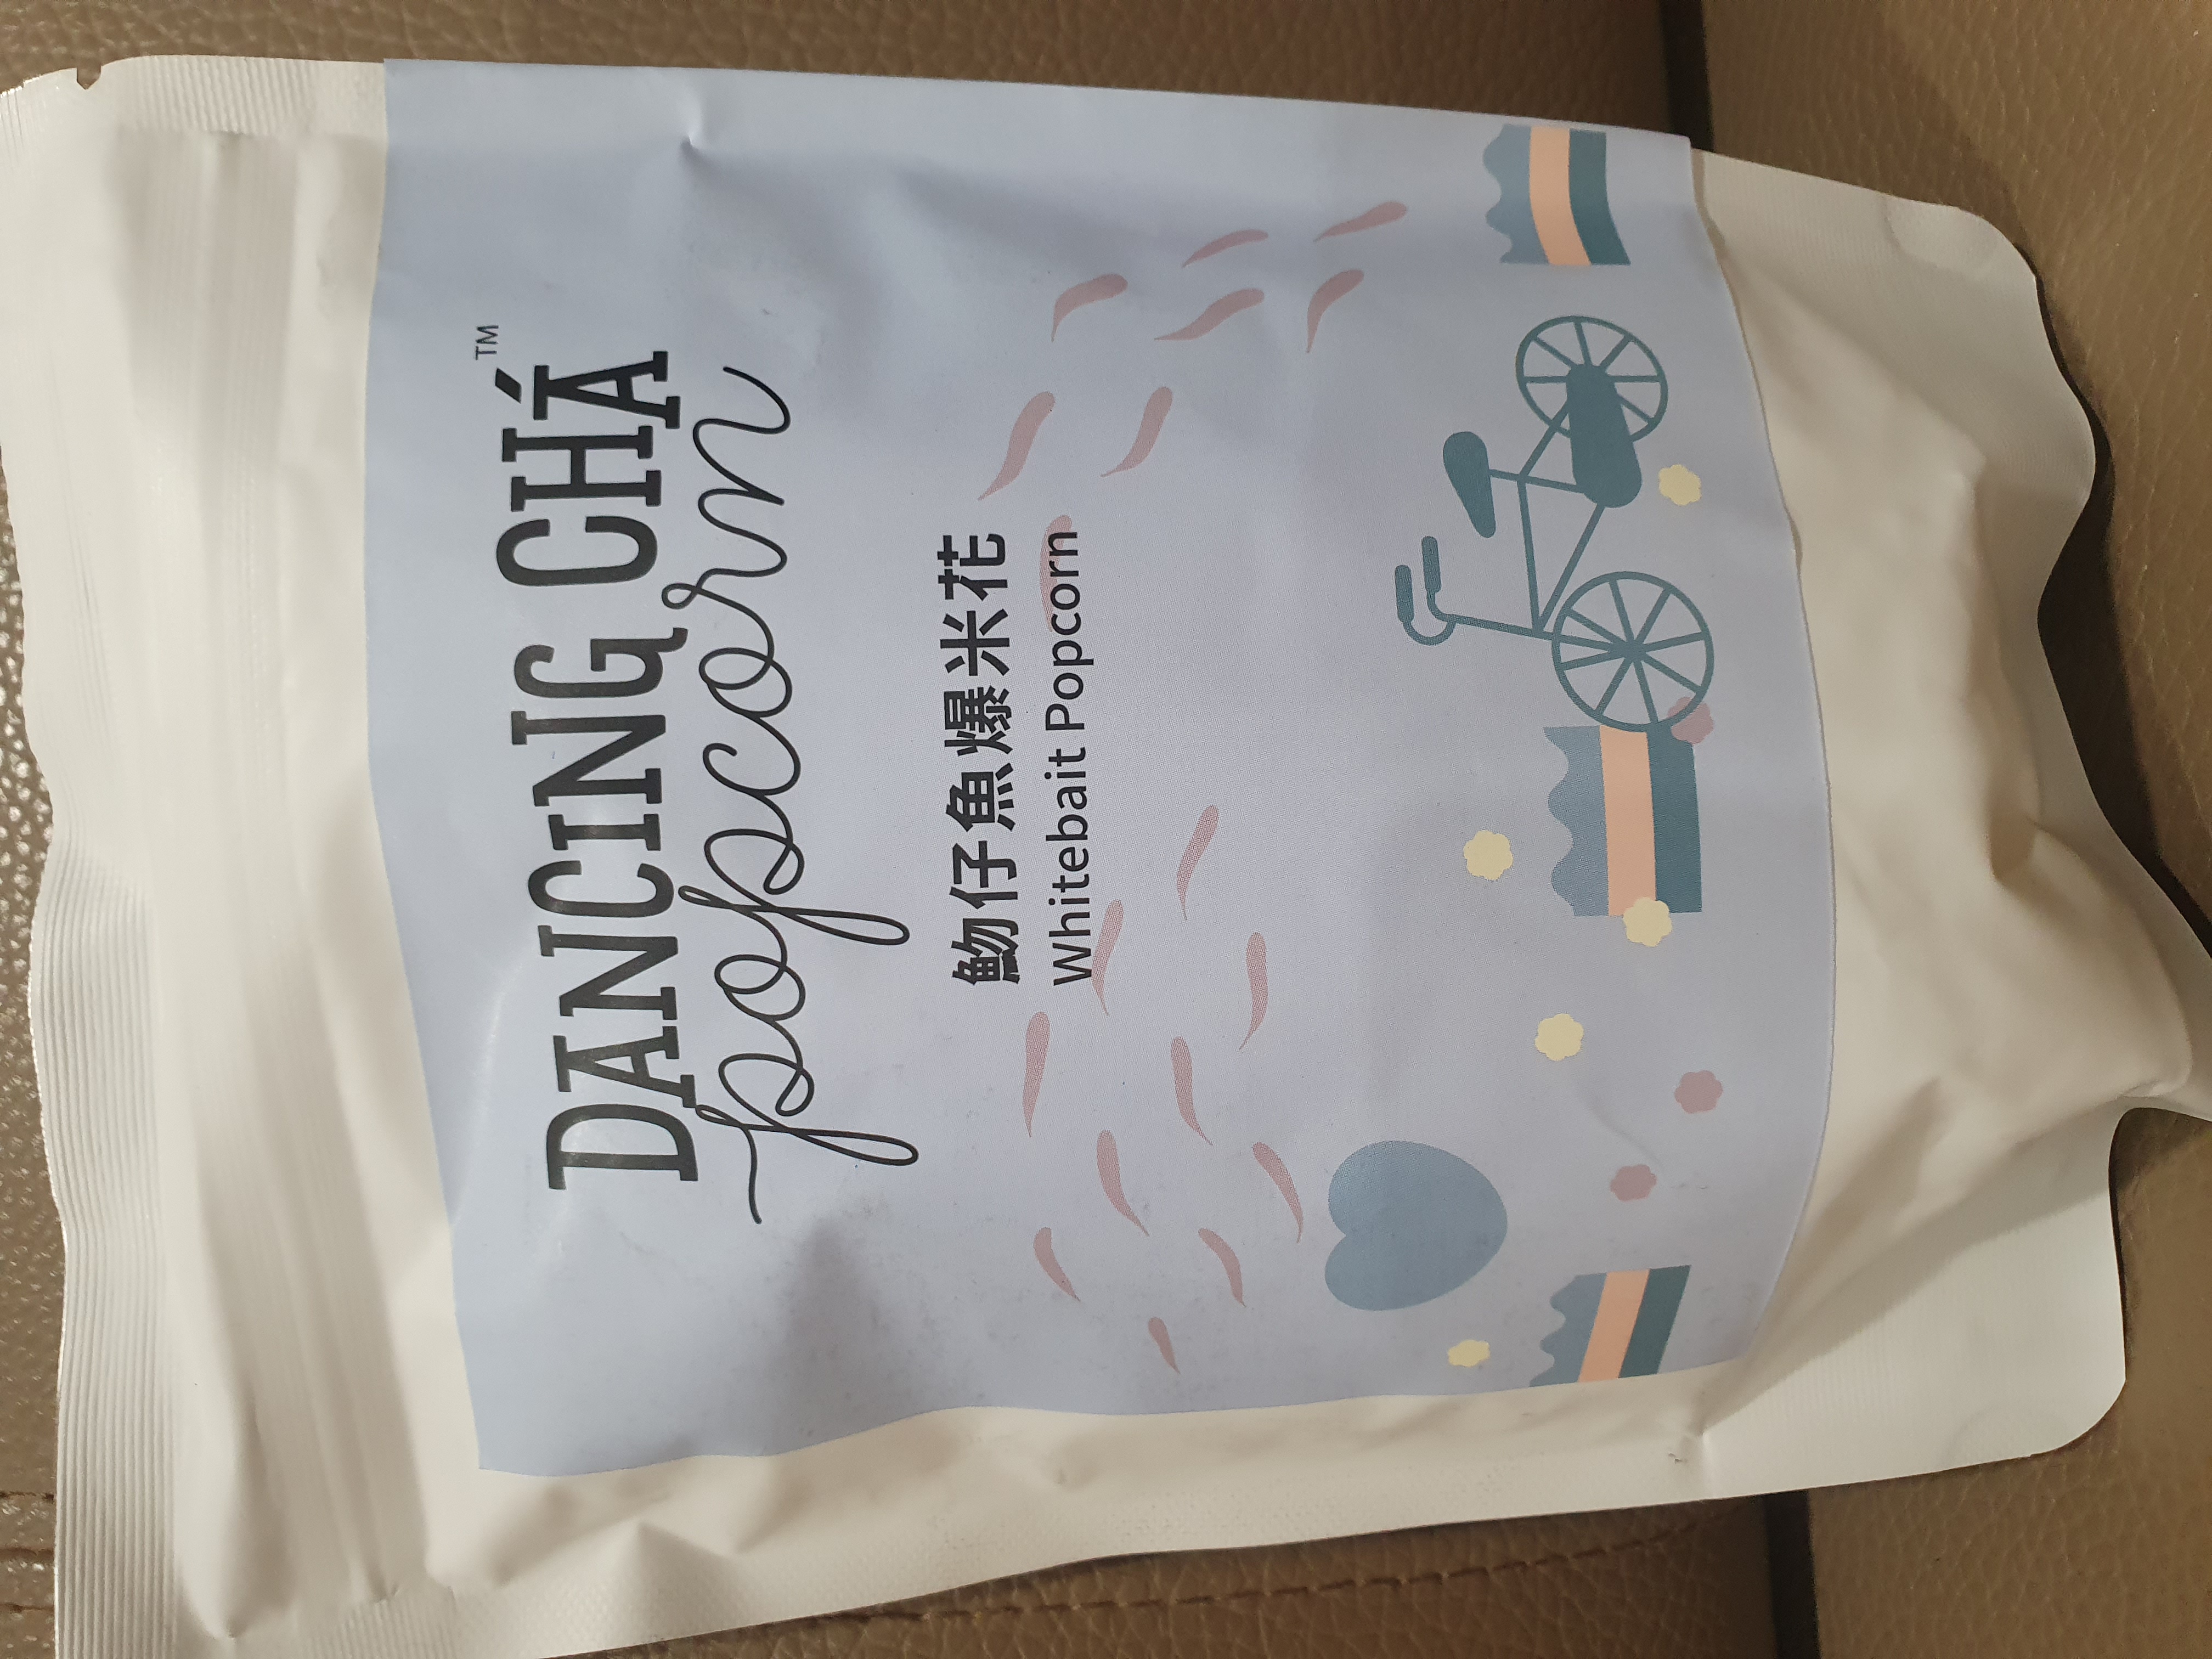 DANCING CHÁ™
popcorn
魩仔魚爆米花
Whitebait Popcorn